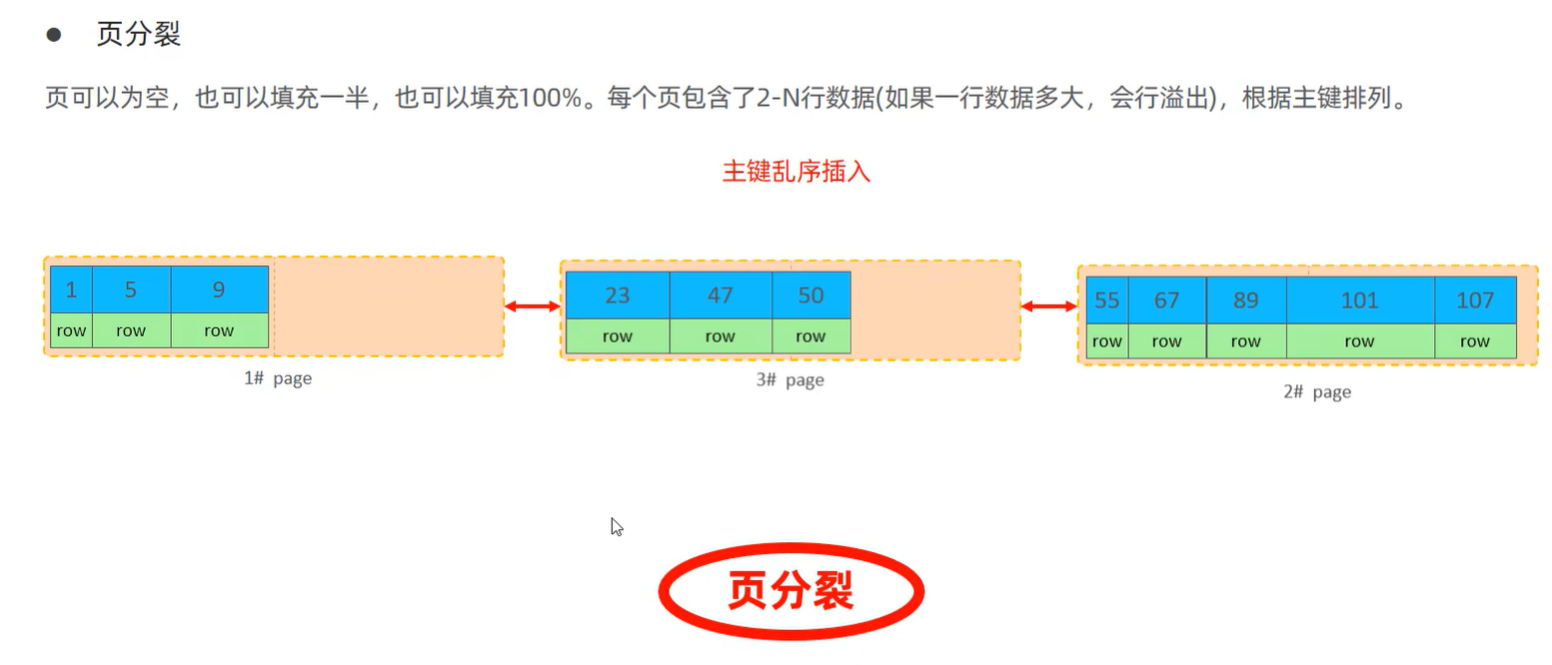 ● 页分裂
页可以为空，也可以填充一半，也可以填充100%。每个页包含了2-N行数据(如果一行数据多大，会行溢出)，根据主键排列。
主键乱序插入
1 5 9
row row row
1# page
23 47 50
row row row
3# page
55 67 89 101 107
row row row row row
2# page
页分裂